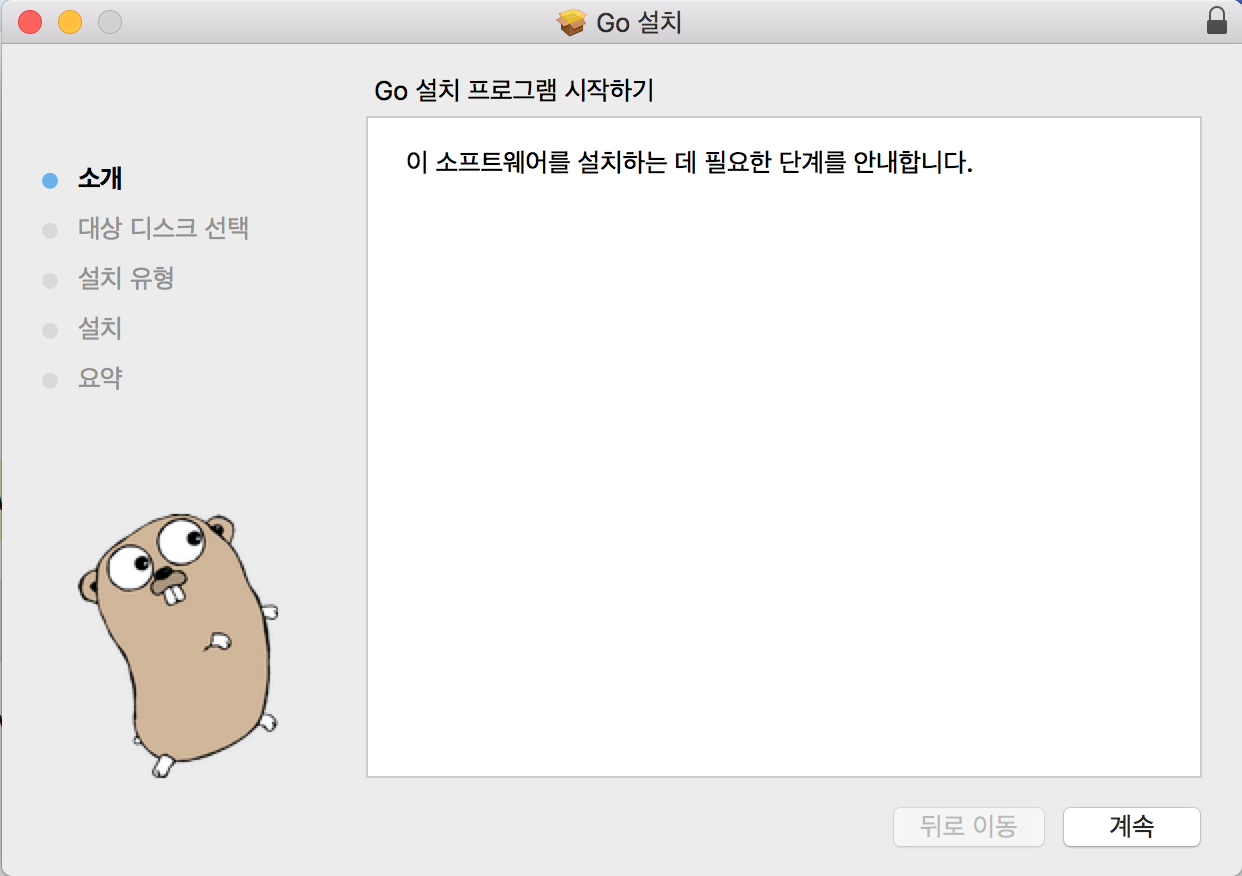 Go 설치
Go 설치 프로그램 시작하기
이 소프트웨어를 설치하는 데 필요한 단계를 안내합니다.
소개
대상 디스크 선택
설치 유형
설치
요약
뒤로 이동
계속